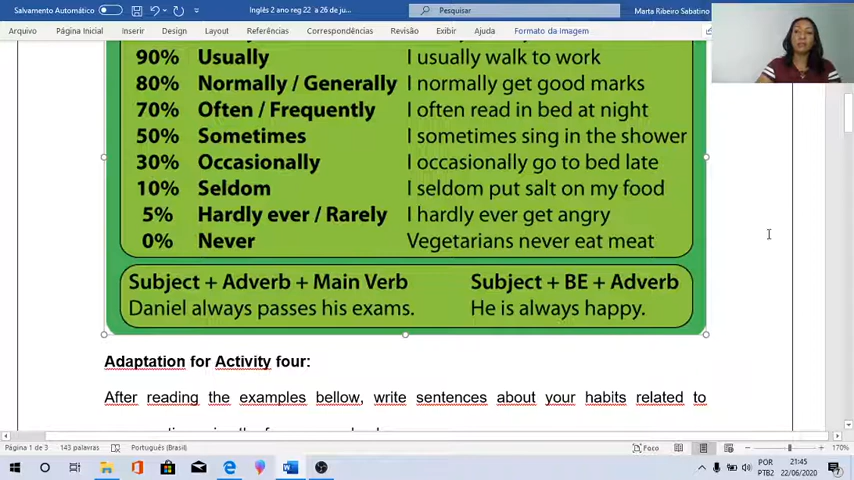 Salvamento Automático
Inglês 2 ano reg 22 a 26 de ju...
Pesquisar
Marta Ribeiro Sabatino
Arquivo Página Inicial Inserir Design Layout Referências Correspondências Revisão Exibir Ajuda Formato da Imagem
90% Usually I usually walk to work
80% Normally / Generally I normally get good marks
70% Often / Frequently I often read in bed at night
50% Sometimes I sometimes sing in the shower
30% Occasionally I occasionally go to bed late
10% Seldom I seldom put salt on my food
5% Hardly ever / Rarely I hardly ever get angry
0% Never Vegetarians never eat meat
Subject + Adverb + Main Verb Subject + BE + Adverb
Daniel always passes his exams. He is always happy.
Adaptation for Activity four:
After reading the examples bellow, write sentences about your habits related to
Página 1 de 3 143 palavras Português (Brasil) Foco 170%
POR 21:45
PTB2 22/06/2020